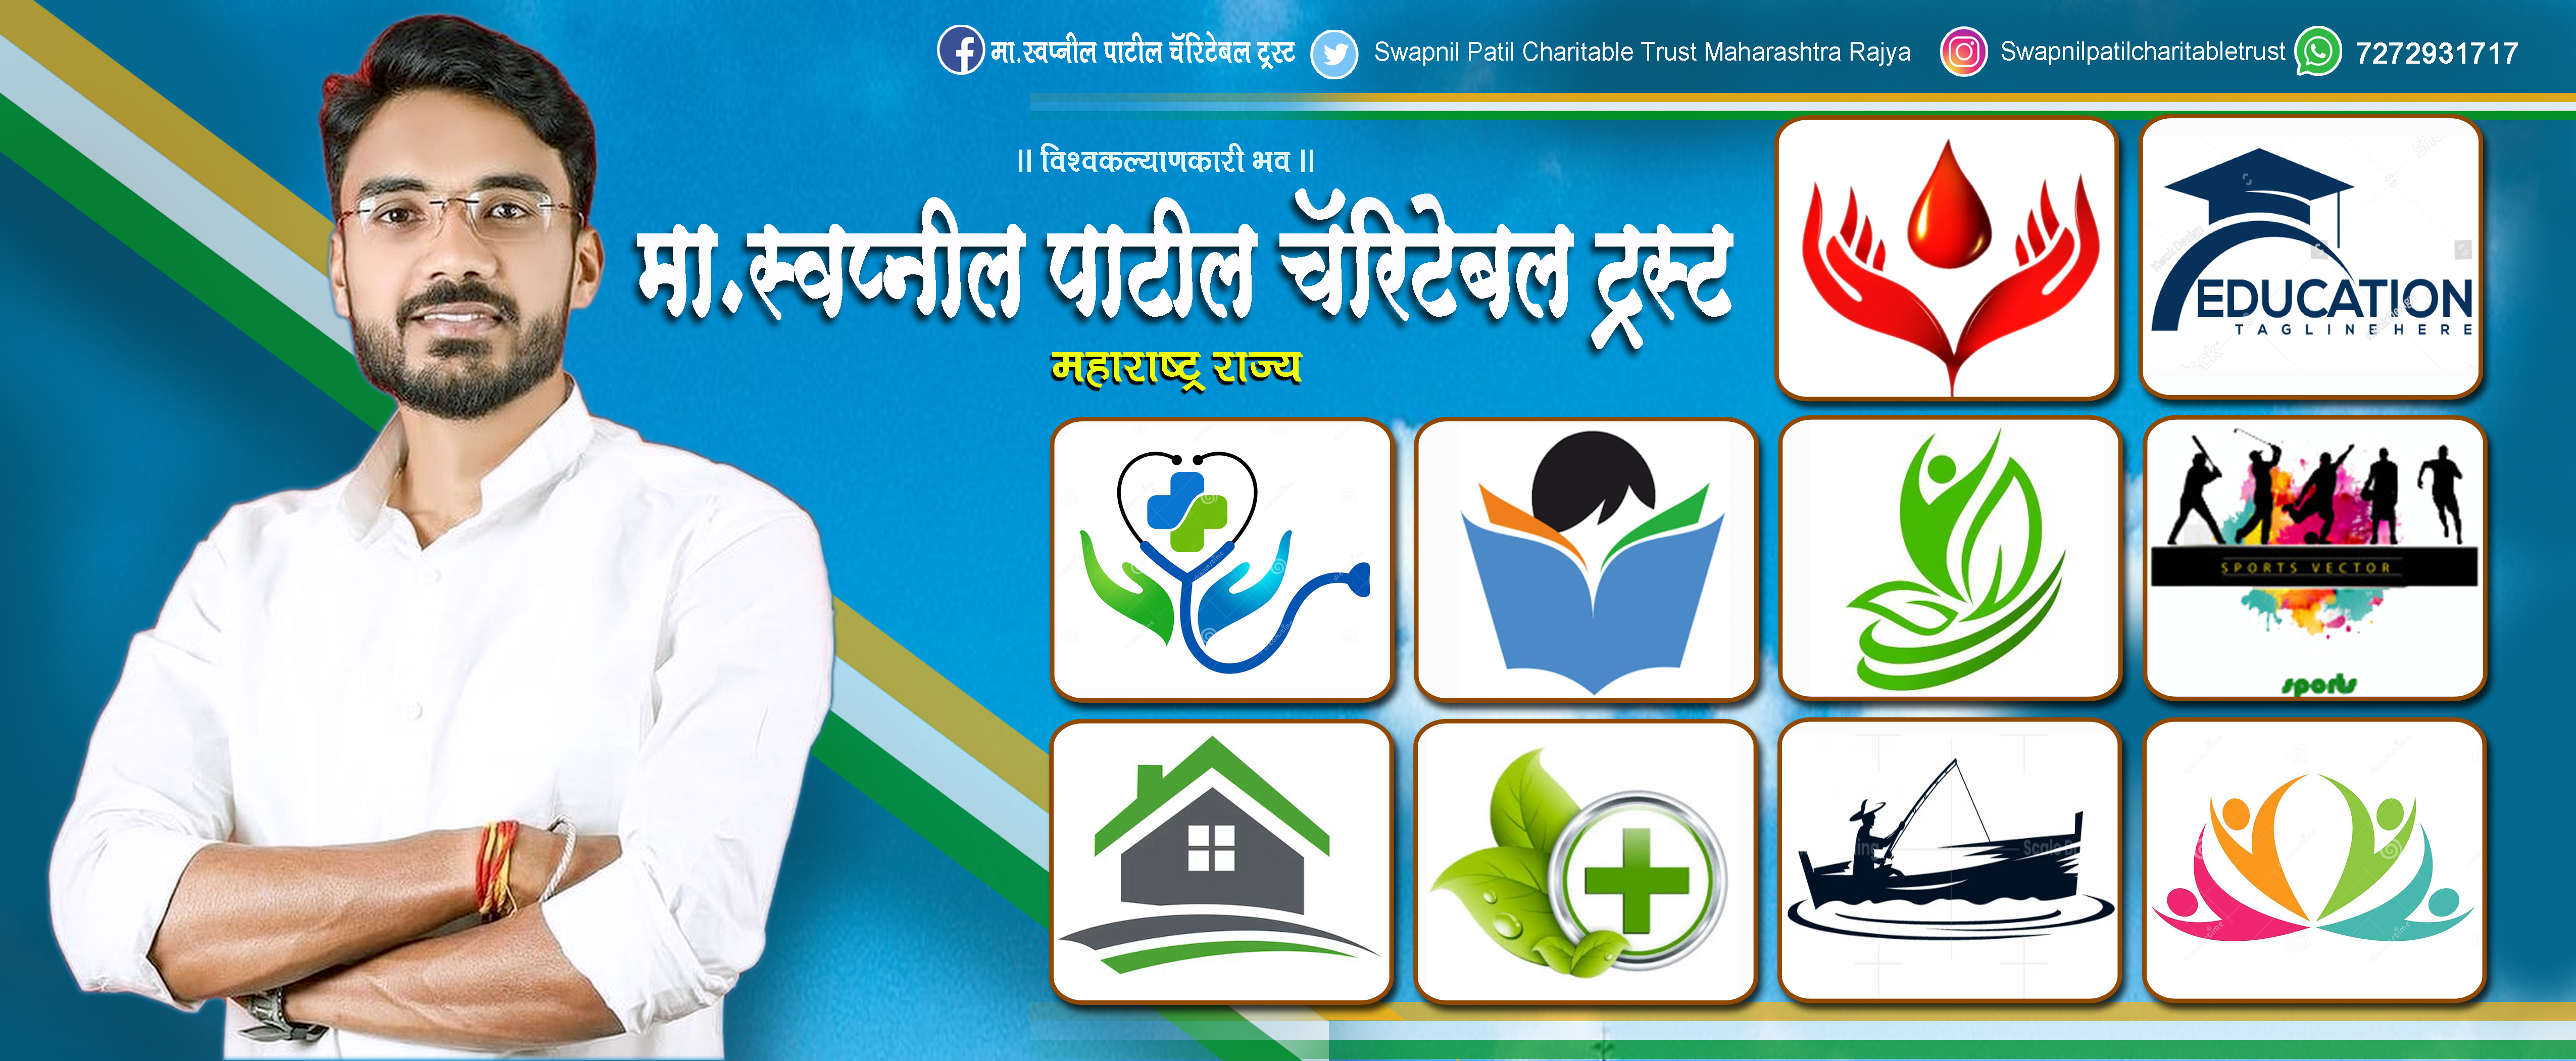 मा.स्वप्नील पाटील चॅरिटेबल ट्रस्ट Swapnil Patil Charitable Trust Maharashtra Rajya Swapnilpatilcharitabletrust 7272931717
॥ विश्वकल्याणकारी भव ॥
मा.स्वप्नील पाटील चॅरिटेबल ट्रस्ट
महाराष्ट्र राज्य
EDUCATION
TAGLINE HERE
SPORTS VECTOR
sports